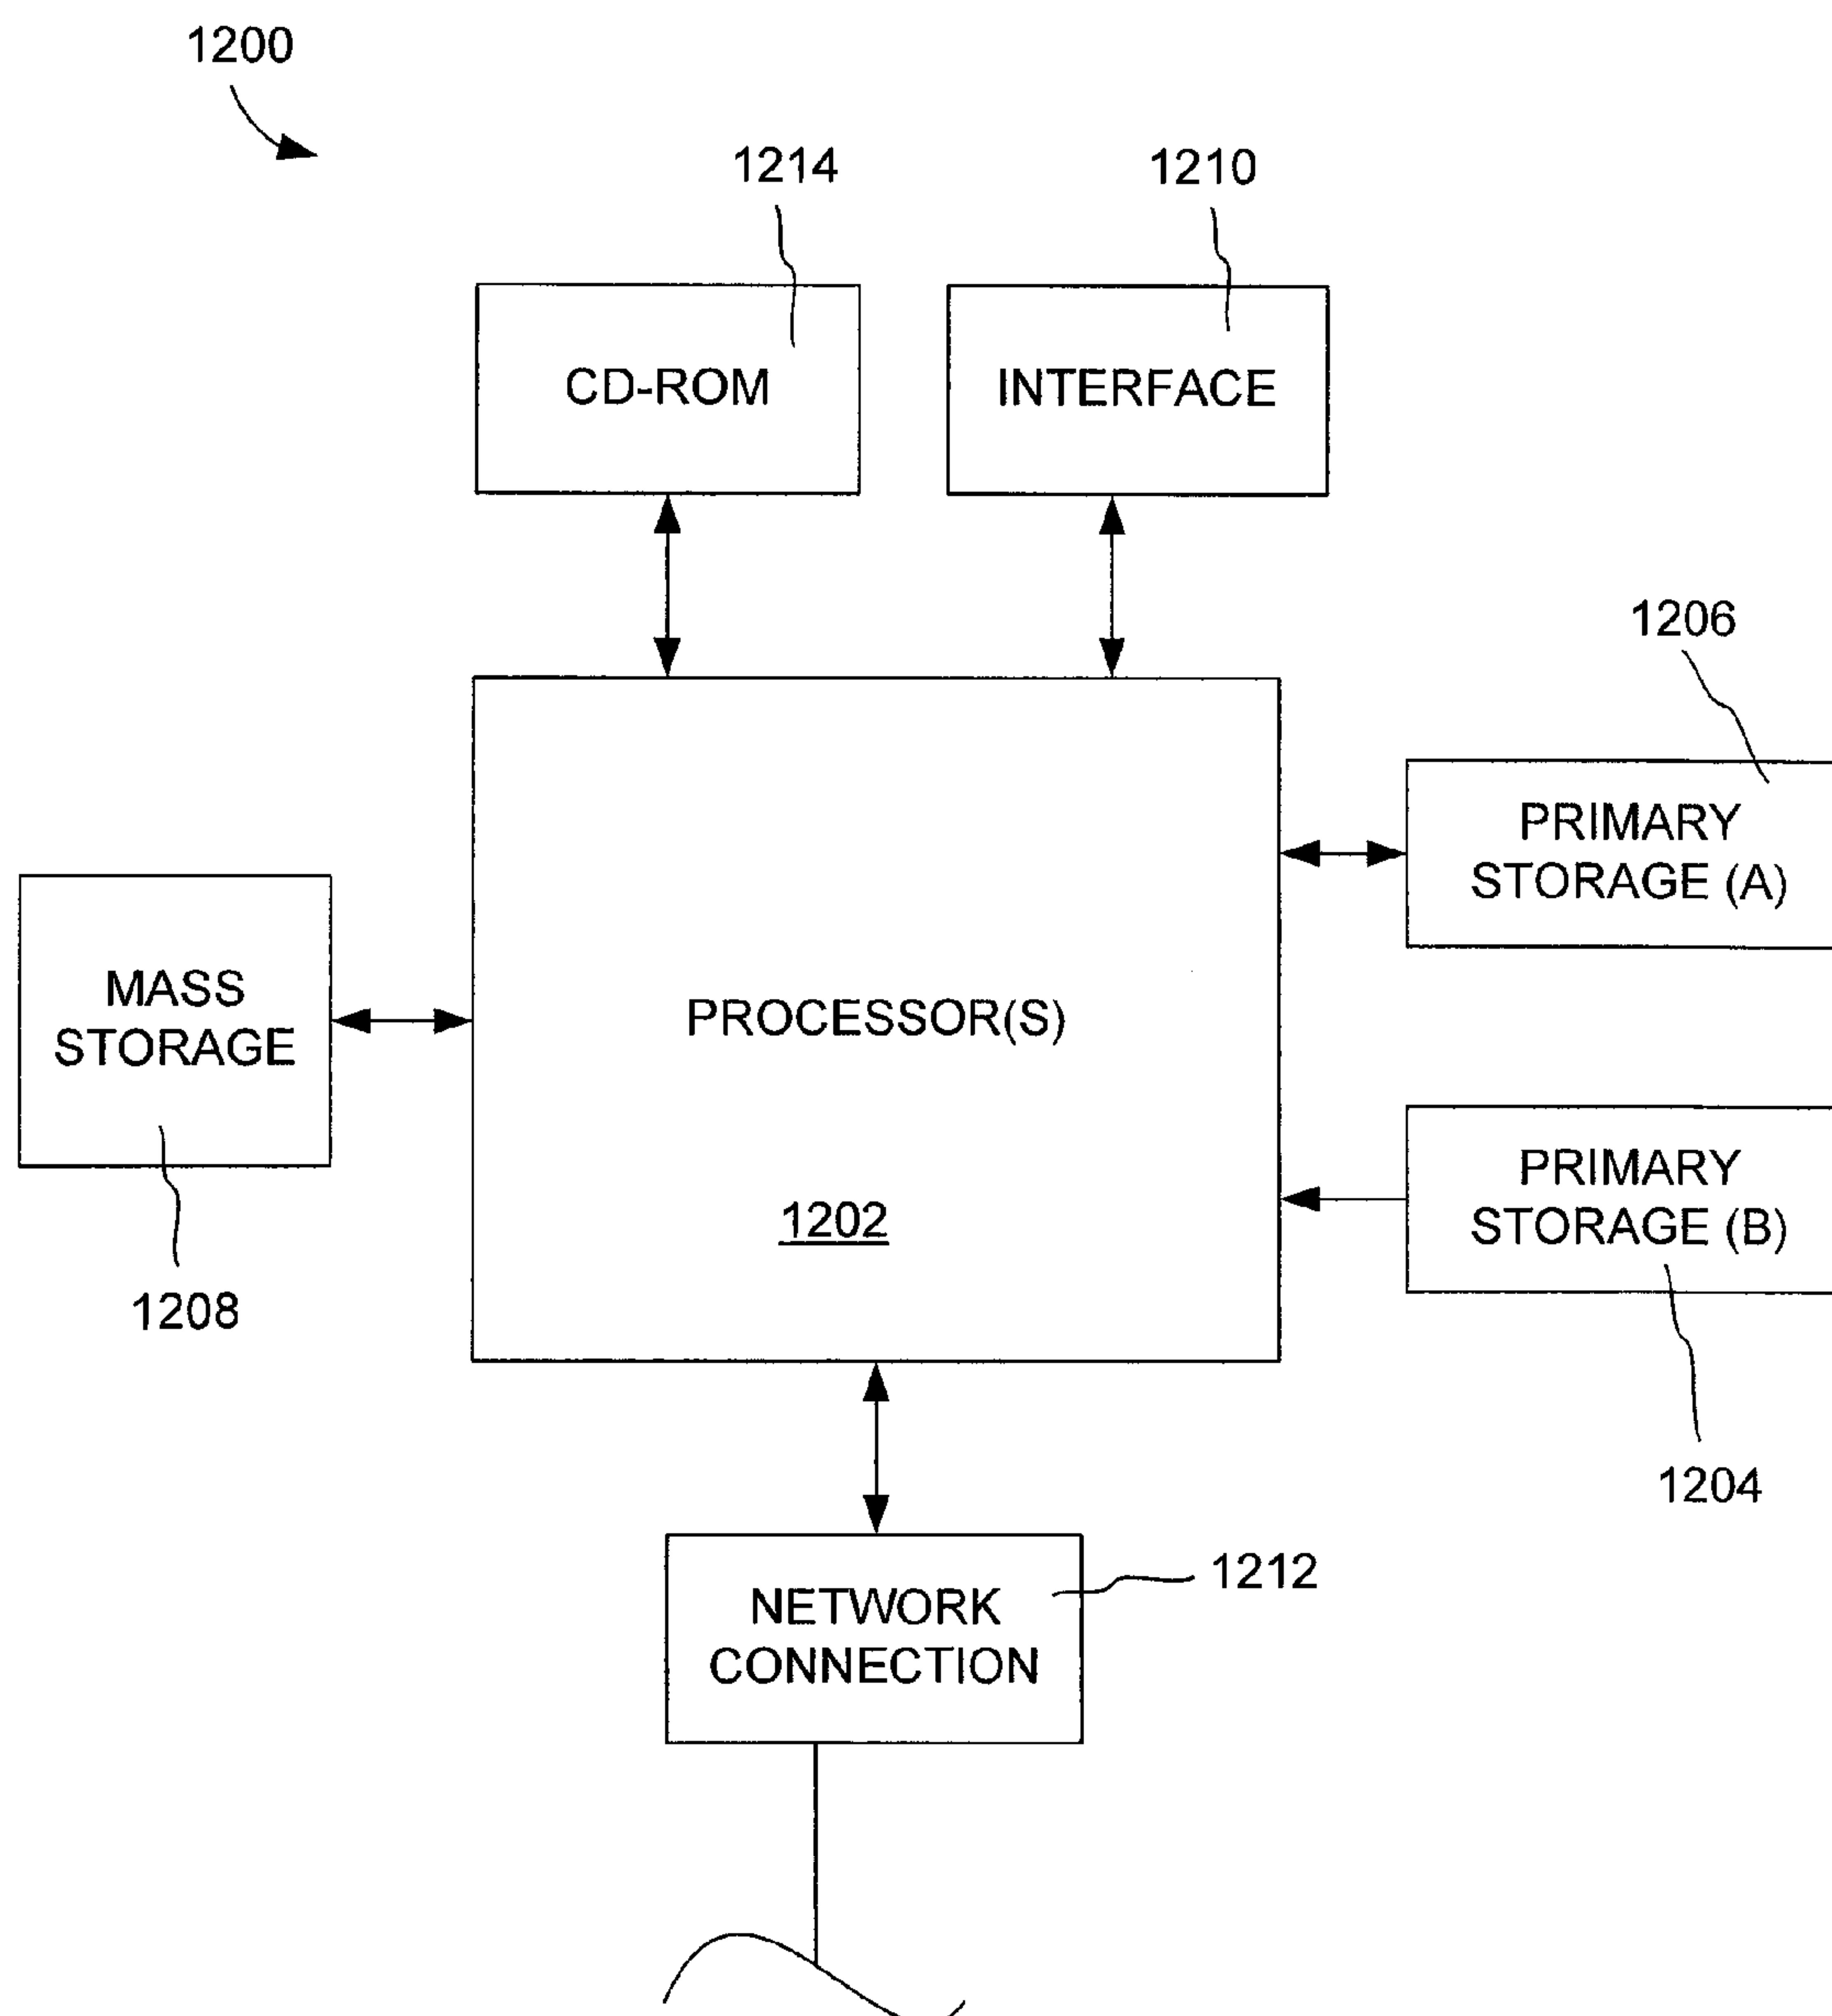 1200
1214
1210
CD-ROM
INTERFACE
1206
PRIMARY
STORAGE (A)
MASS
STORAGE
PROCESSOR(S)
PRIMARY
STORAGE (B)
1202
1208
1204
NETWORK
CONNECTION
1212